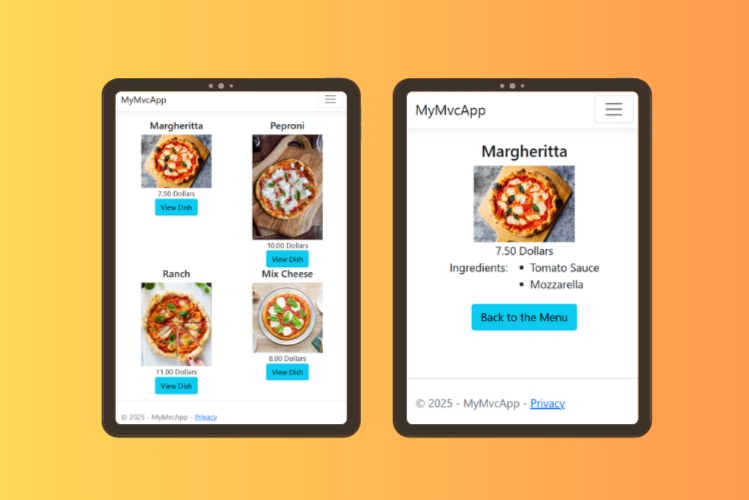 MyMvcApp
Margheritta
Peproni
7.50 Dollars
View Dish
10.00 Dollars
View Dish
Ranch
Mix Cheese
11.00 Dollars
View Dish
8.00 Dollars
View Dish
© 2025 - MyMvcApp - Privacy
MyMvcApp
Margheritta
7.50 Dollars
Ingredients:
• Tomato Sauce
• Mozzarella
Back to the Menu
© 2025 - MyMvcApp - Privacy